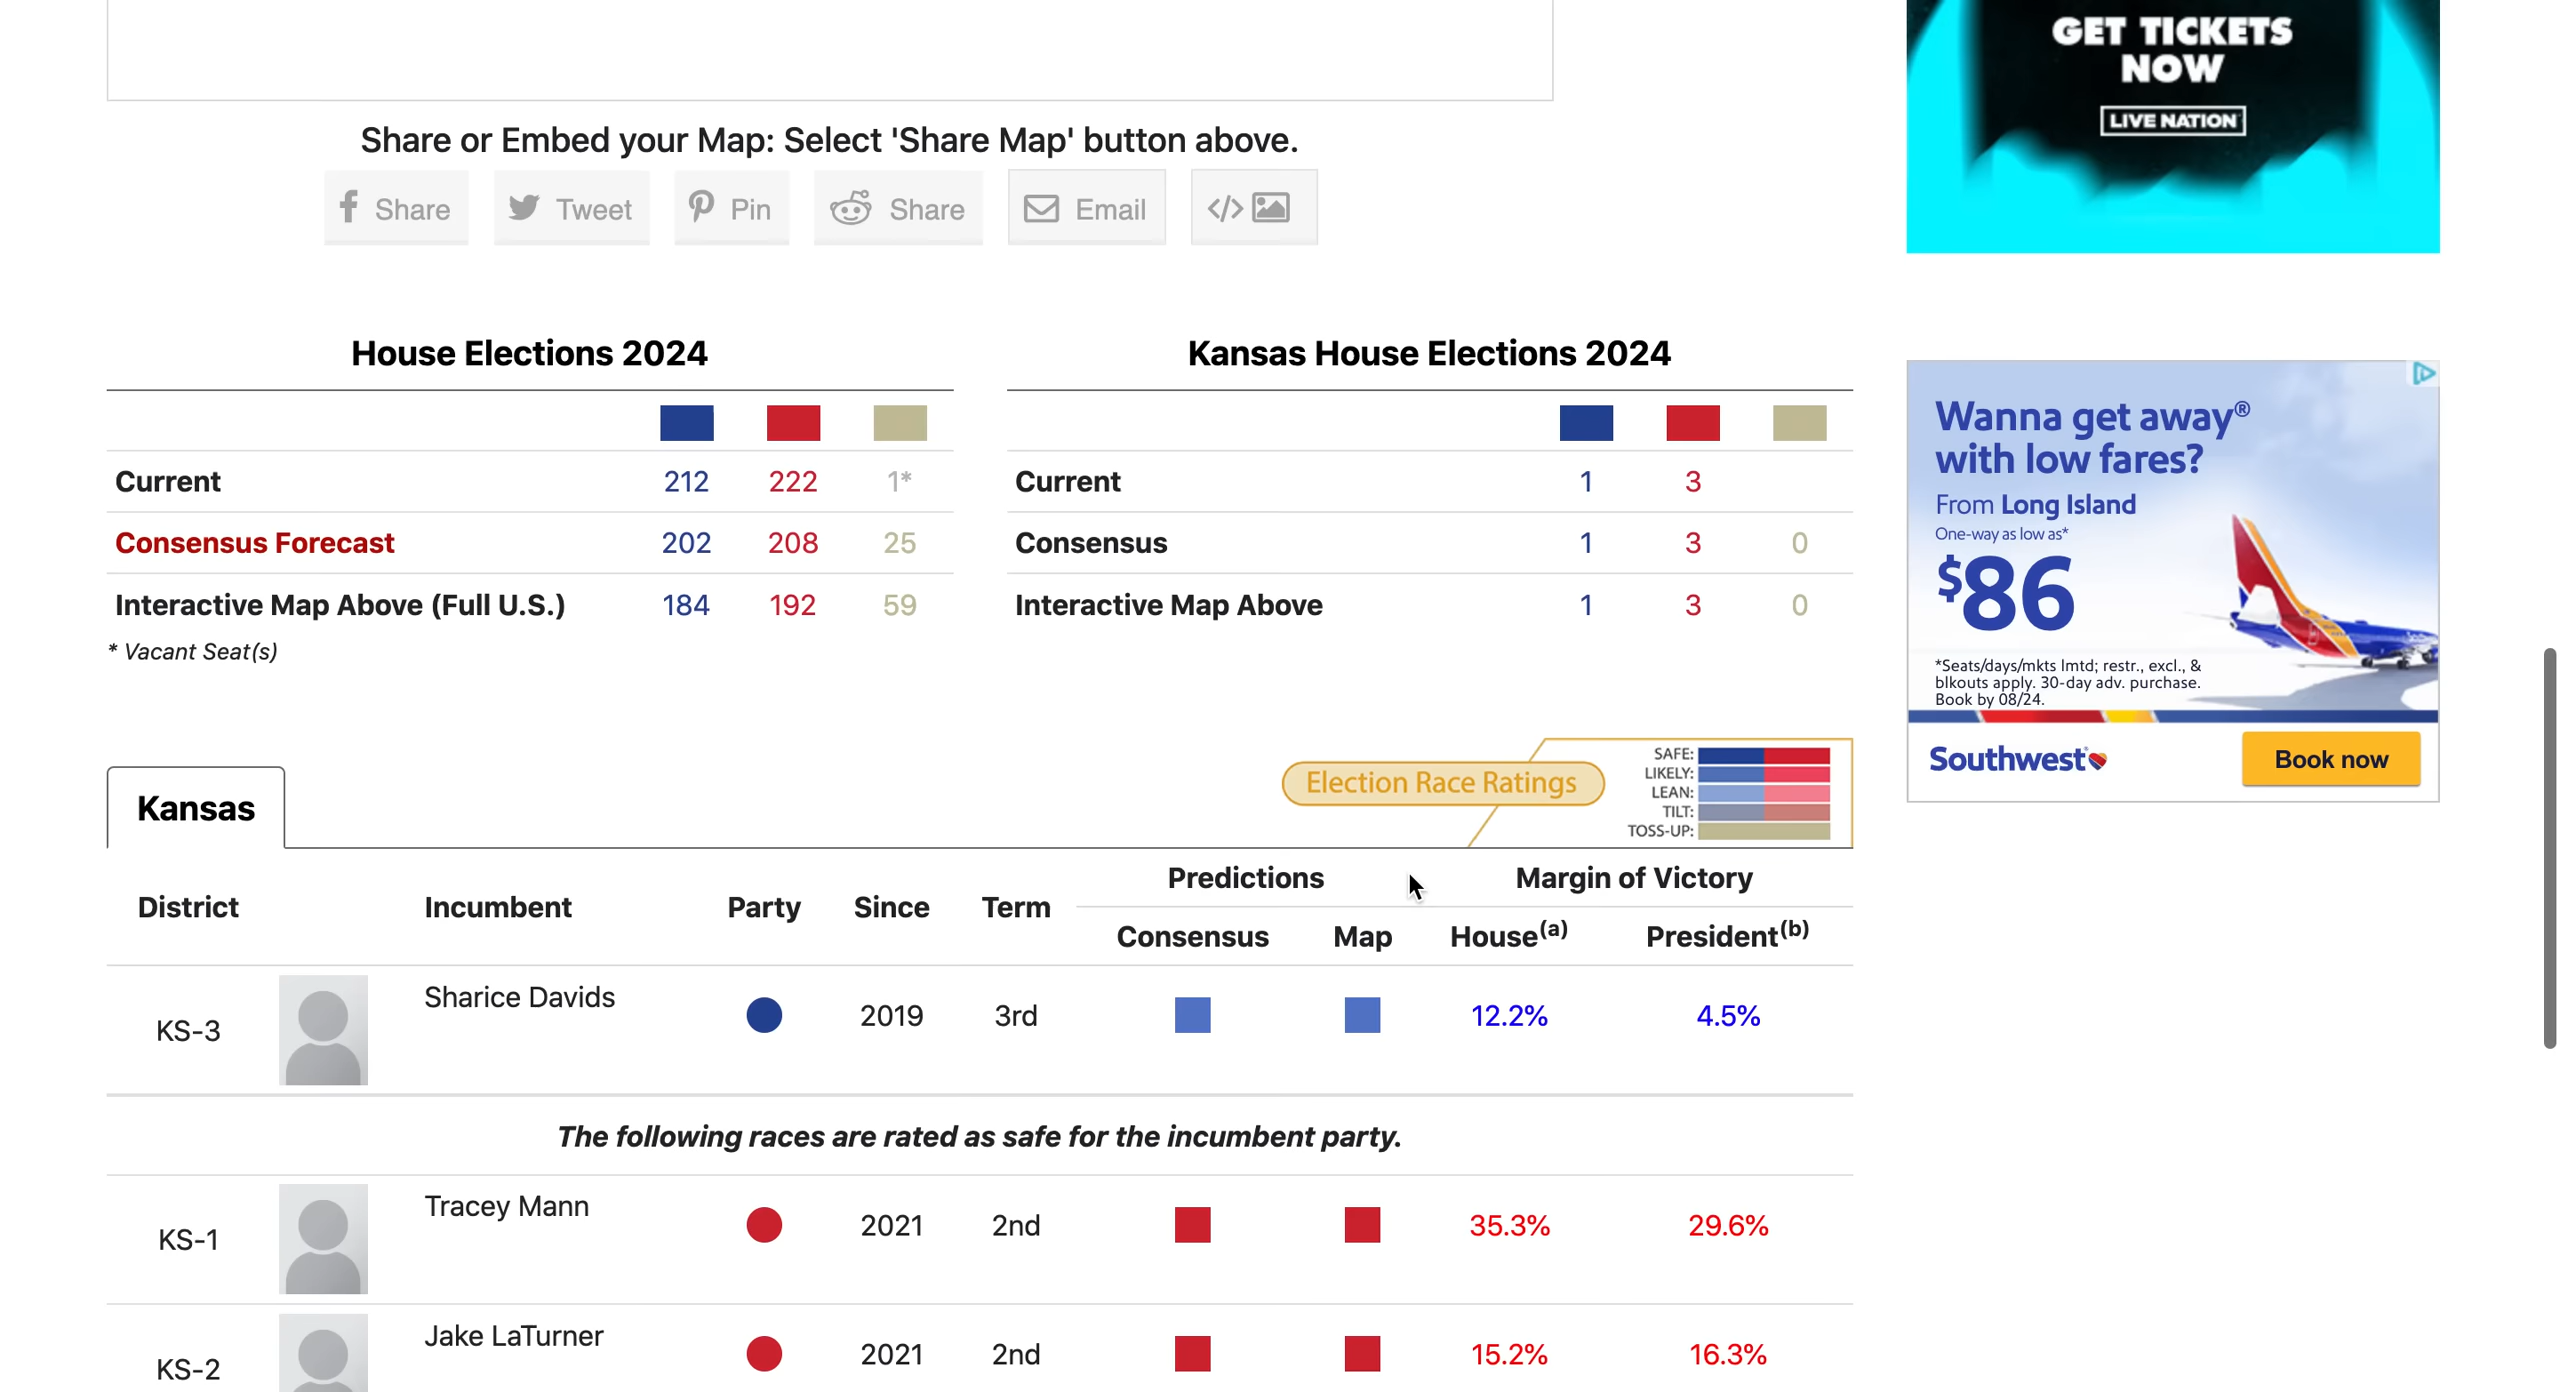 GET TICKETS
NOW
LIVE NATION
Share or Embed your Map: Select 'Share Map' button above.
Share Tweet Pin Share Email </>
House Elections 2024
Current 212 222 1*
Consensus Forecast 202 208 25
Interactive Map Above (Full U.S.) 184 192 59
* Vacant Seat(s)
Kansas House Elections 2024
Current 1 3
Consensus 1 3 0
Interactive Map Above 1 3 0
Wanna get away®
with low fares?
From Long Island
One-way as low as*
$86
*Seats/days/mkts lmtd; restr., excl., &
blkouts apply. 30-day adv. purchase.
Book by 08/24.
Southwest®
Book now
Kansas
Election Race Ratings
SAFE:
LIKELY:
LEAN:
TILT:
TOSS-UP:
Predictions Margin of Victory
District Incumbent Party Since Term
Consensus Map House(a) President(b)
KS-3 Sharice Davids 2019 3rd 12.2% 4.5%
The following races are rated as safe for the incumbent party.
KS-1 Tracey Mann 2021 2nd 35.3% 29.6%
KS-2 Jake LaTurner 2021 2nd 15.2% 16.3%